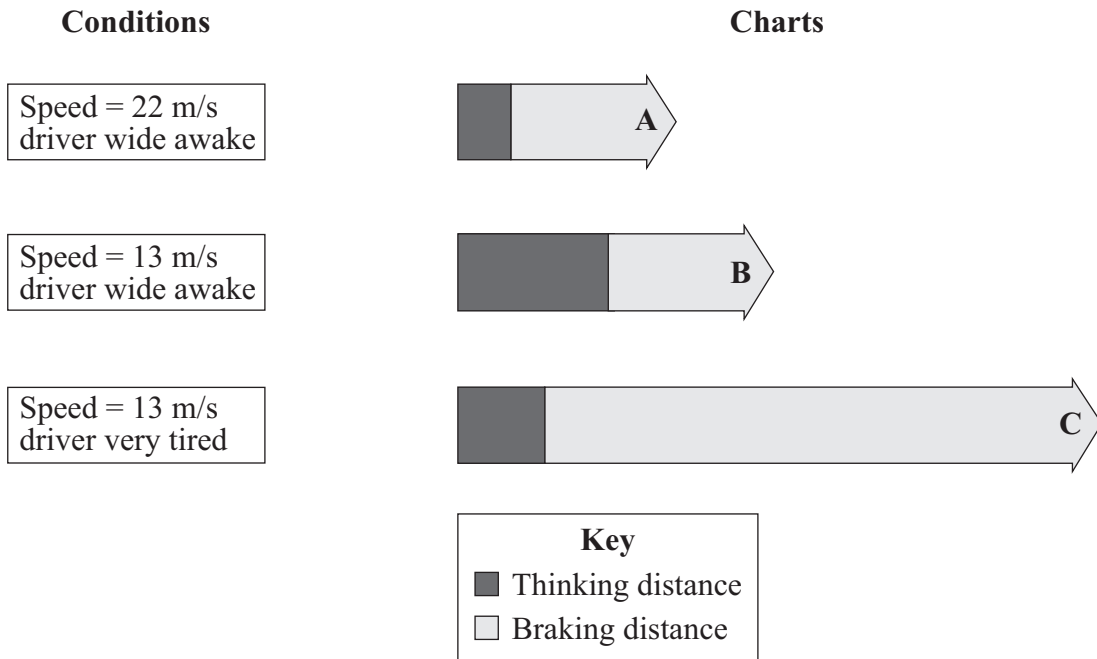 Conditions
Charts
Speed = 22 m/s
driver wide awake
A
Speed = 13 m/s
driver wide awake
B
Speed = 13 m/s
driver very tired
C
Key
Thinking distance
Braking distance